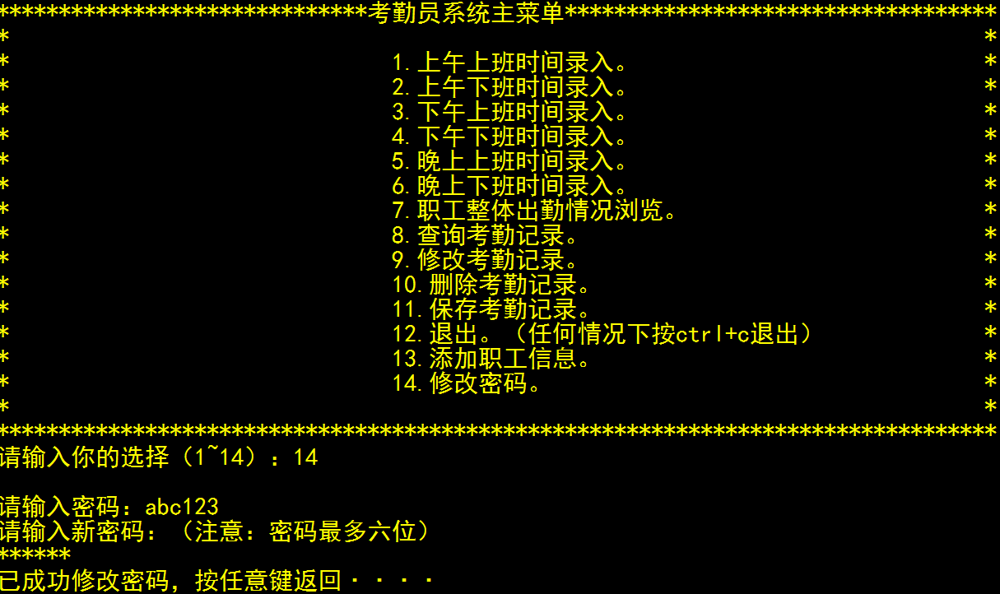 ******************************考勤员系统主菜单***********************************
* *
* 1.上午上班时间录入。 *
* 2.上午下班时间录入。 *
* 3.下午上班时间录入。 *
* 4.下午下班时间录入。 *
* 5.晚上上班时间录入。 *
* 6.晚上下班时间录入。 *
* 7.职工整体出勤情况浏览。 *
* 8.查询考勤记录。 *
* 9.修改考勤记录。 *
* 10.删除考勤记录。 *
* 11.保存考勤记录。 *
* 12.退出。（任何情况下按ctrl+c退出） *
* 13.添加职工信息。 *
* 14.修改密码。 *
* *
*********************************************************************************
请输入你的选择（1~14）：14
请输入密码：abc123
请输入新密码：（注意：密码最多六位）
******
已成功修改密码，按任意键返回····